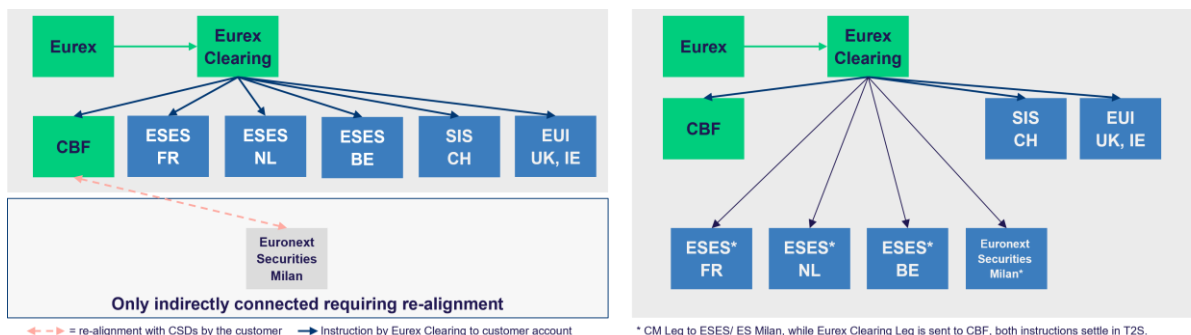 Eurex
Eurex
Clearing
CBF
ESES
FR
ESES
NL
ESES
BE
SIS
CH
EUI
UK, IE
Euronext
Securities
Milan
Only indirectly connected requiring re-alignment
= re-alignment with CSDs by the customer
Instruction by Eurex Clearing to customer account
Eurex
Eurex
Clearing
CBF
SIS
CH
EUI
UK, IE
ESES*
FR
ESES*
NL
ESES*
BE
Euronext
Securities
Milan*
* CM Leg to ESES/ ES Milan, while Eurex Clearing Leg is sent to CBF, both instructions settle in T2S.